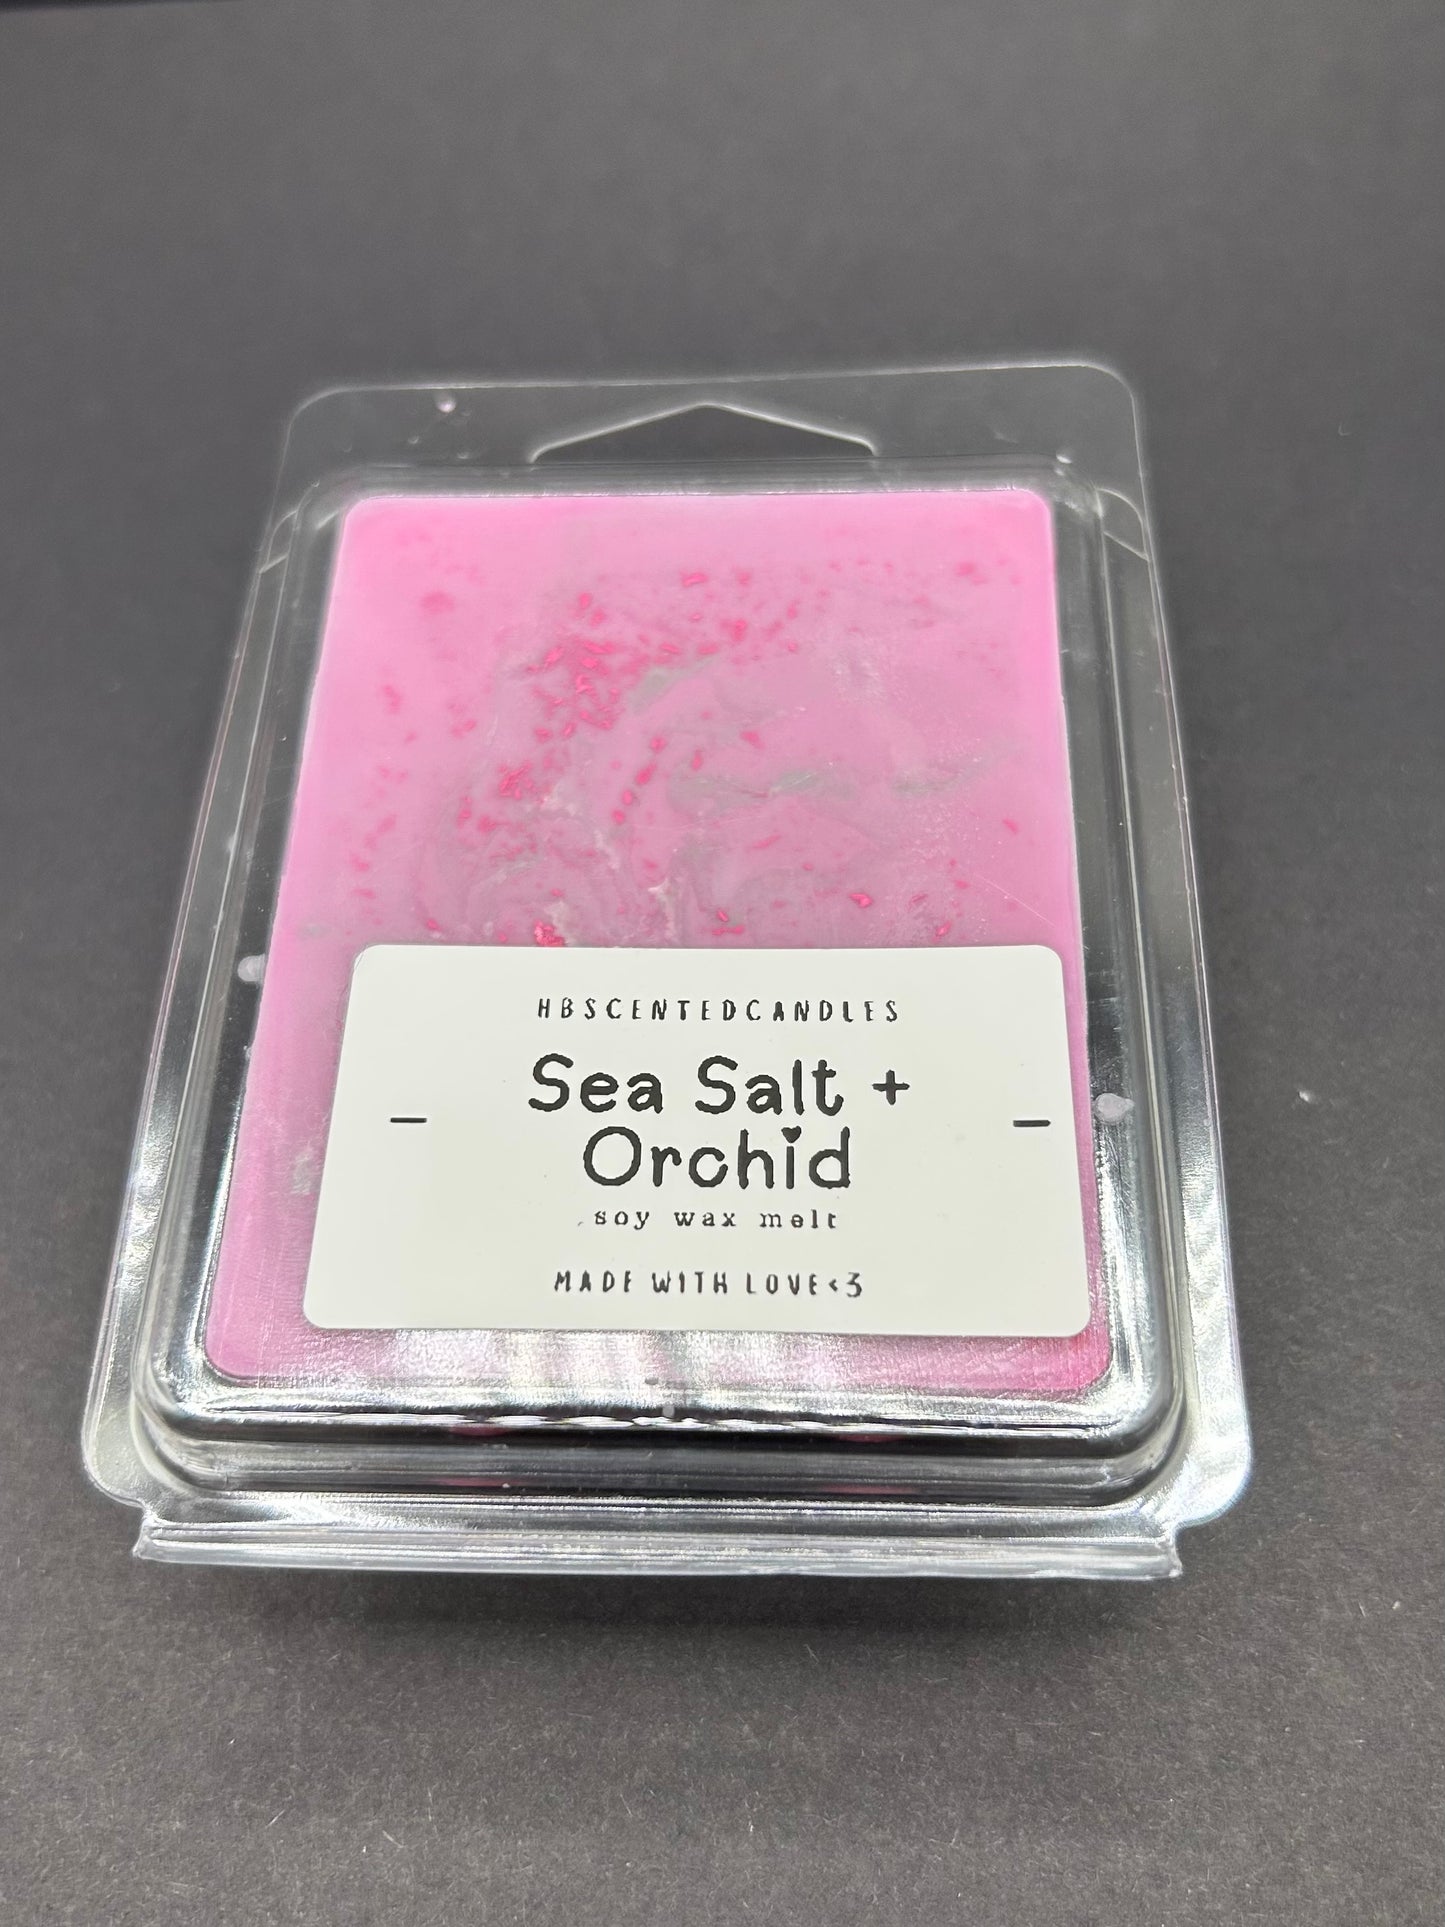 HBSCENTEDCANDLES
Sea Salt +
– Orchid –
soy wax melt
MADE WITH LOVE<3